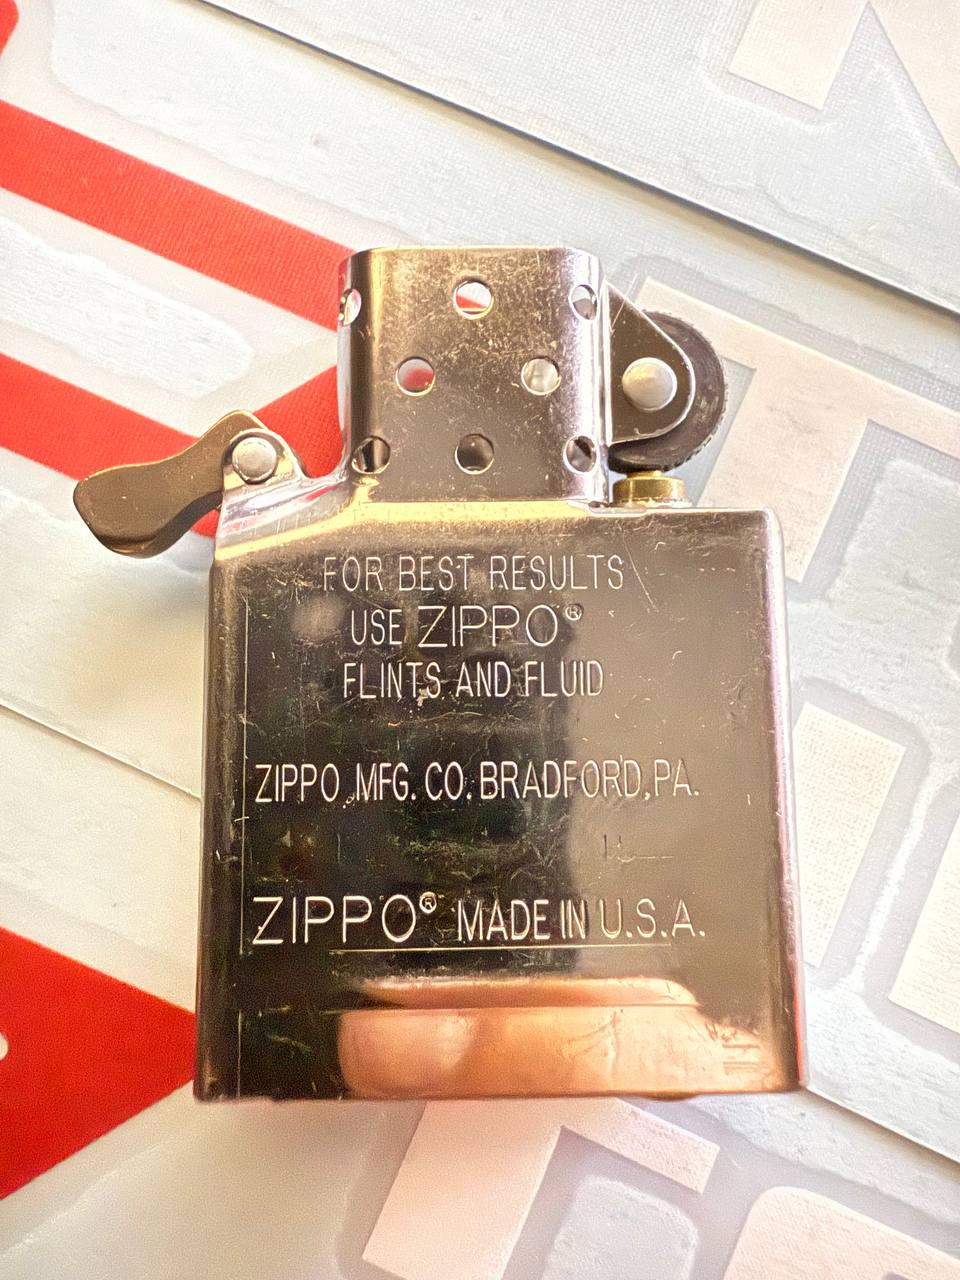 FOR BEST RESULTS
USE ZIPPO®
FLINTS AND FLUID
ZIPPO MFG. CO. BRADFORD, PA.
ZIPPO® MADE IN U.S.A.